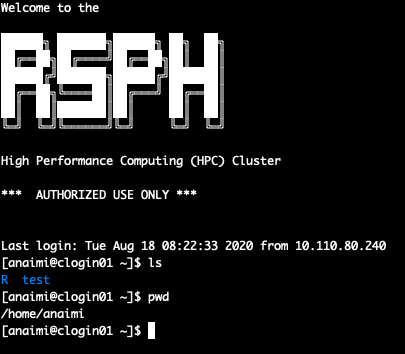 Welcome to the
RSPH
High Performance Computing (HPC) Cluster
***  AUTHORIZED USE ONLY ***
Last login: Tue Aug 18 08:22:33 2020 from 10.110.80.240
[anaimi@clogin01 ~]$ ls
R  test
[anaimi@clogin01 ~]$ pwd
/home/anaimi
[anaimi@clogin01 ~]$